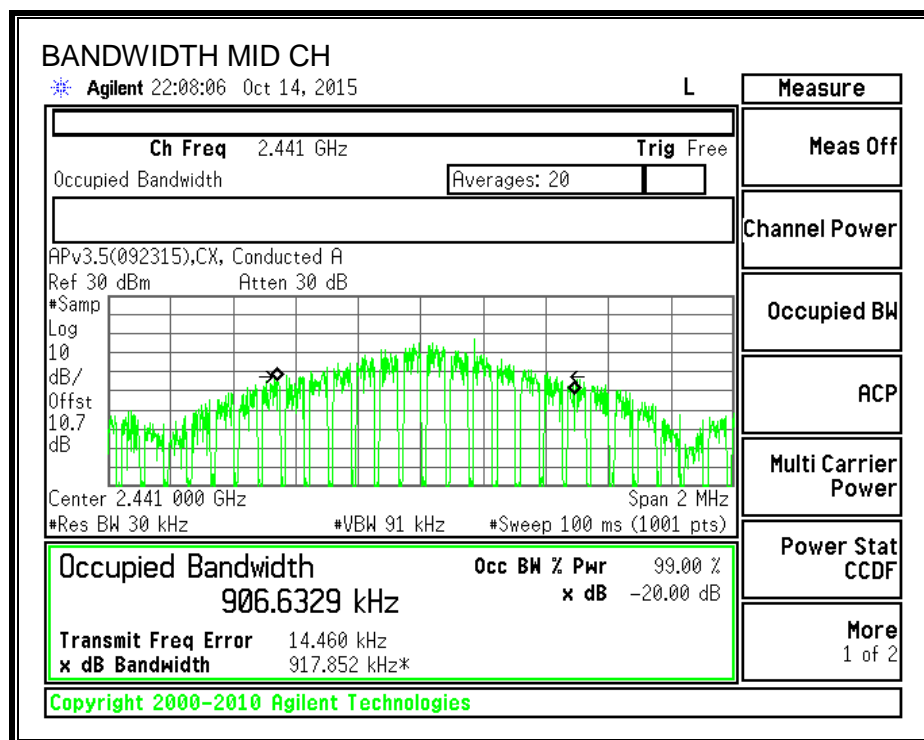 BANDWIDTH MID CH
Agilent 22:08:06 Oct 14, 2015 L
Ch Freq 2.441 GHz Trig Free
Occupied Bandwidth Averages: 20
APv3.5(092315),CX, Conducted A
Ref 30 dBm Atten 30 dB
#Samp
Log
10
dB/
Offst
10.7
dB
Center 2.441 000 GHz Span 2 MHz
#Res BW 30 kHz #VBW 91 kHz #Sweep 100 ms (1001 pts)
Occupied Bandwidth Occ BW % Pwr 99.00 %
906.6329 kHz x dB -20.00 dB
Transmit Freq Error 14.460 kHz
x dB Bandwidth 917.852 kHz*
Copyright 2000-2010 Agilent Technologies
Measure
Meas Off
Channel Power
Occupied BW
ACP
Multi Carrier
Power
Power Stat
CCDF
More
1 of 2